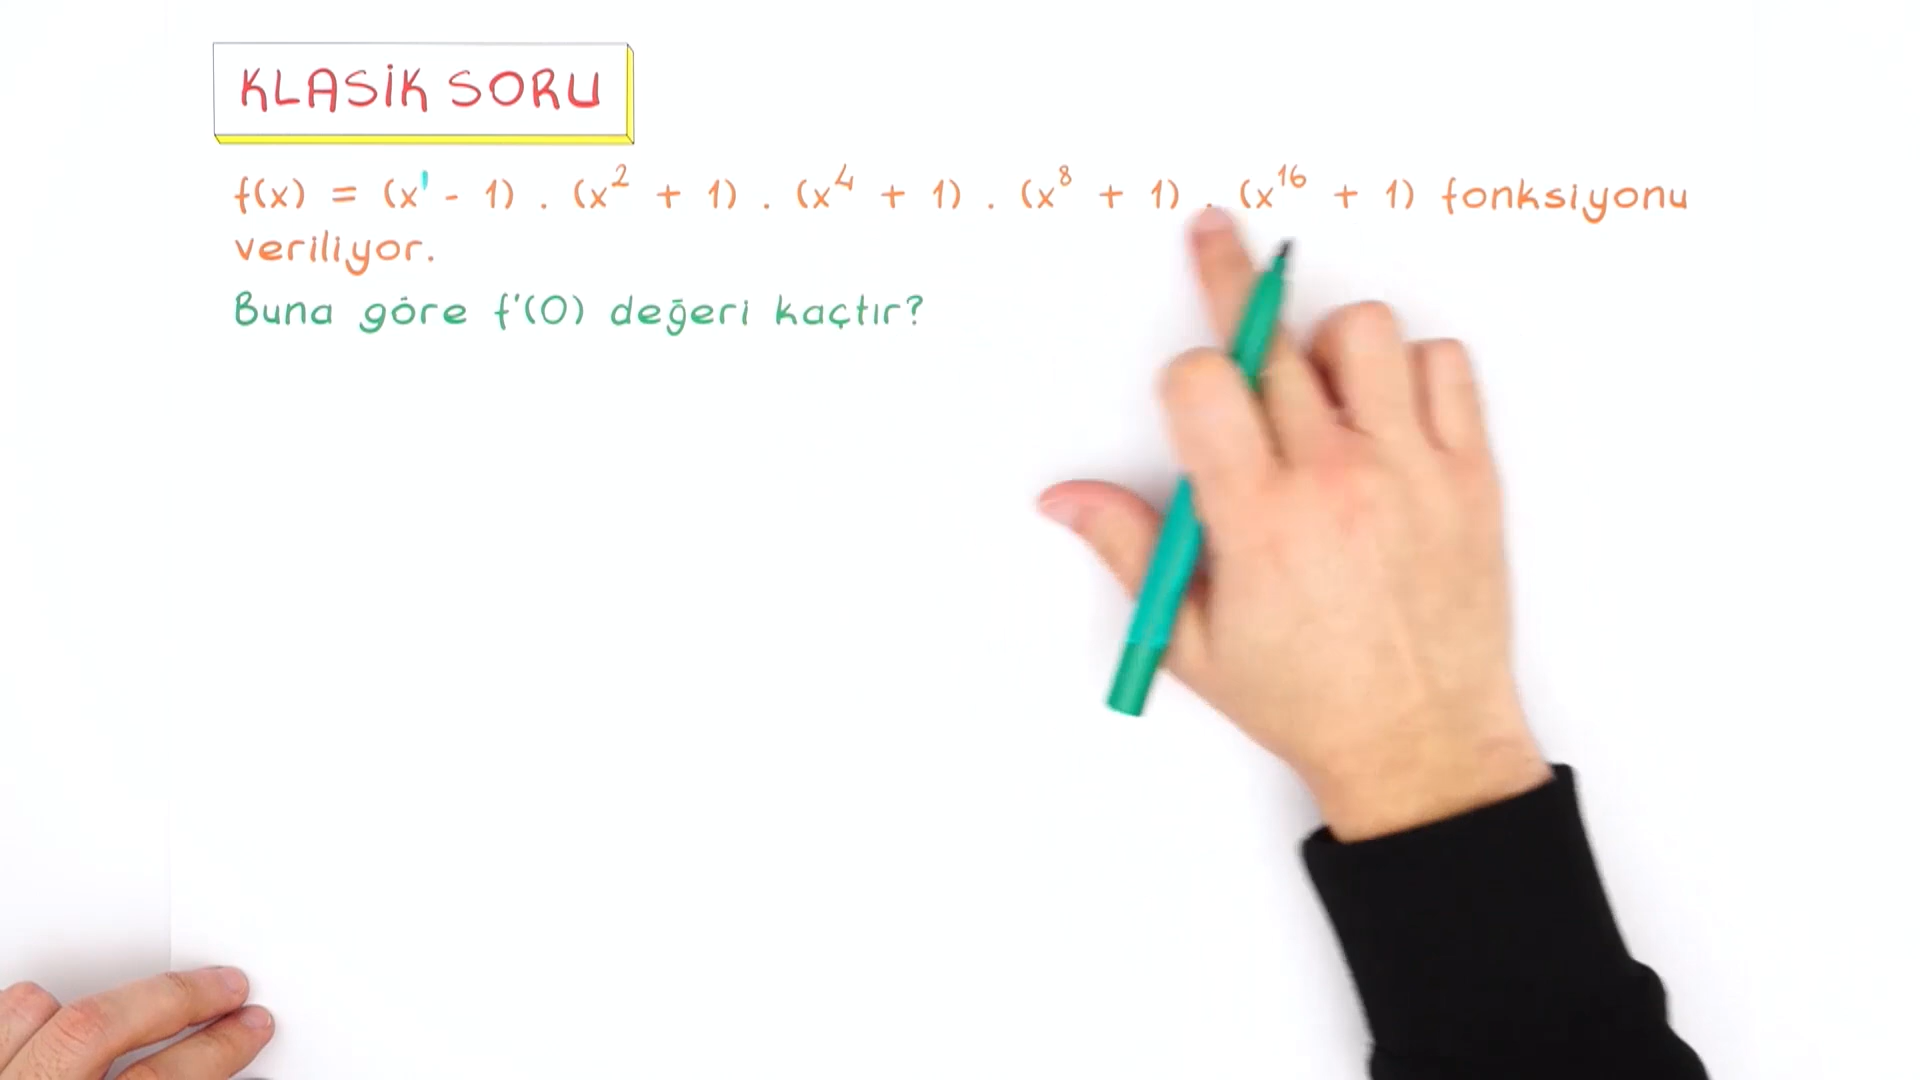 KLASİK SORU
f(x) = (x¹ - 1) . (x² + 1) . (x⁴ + 1) . (x⁸ + 1) . (x¹⁶ + 1) fonksiyonu
veriliyor.
Buna göre f'(0) değeri kaçtır?